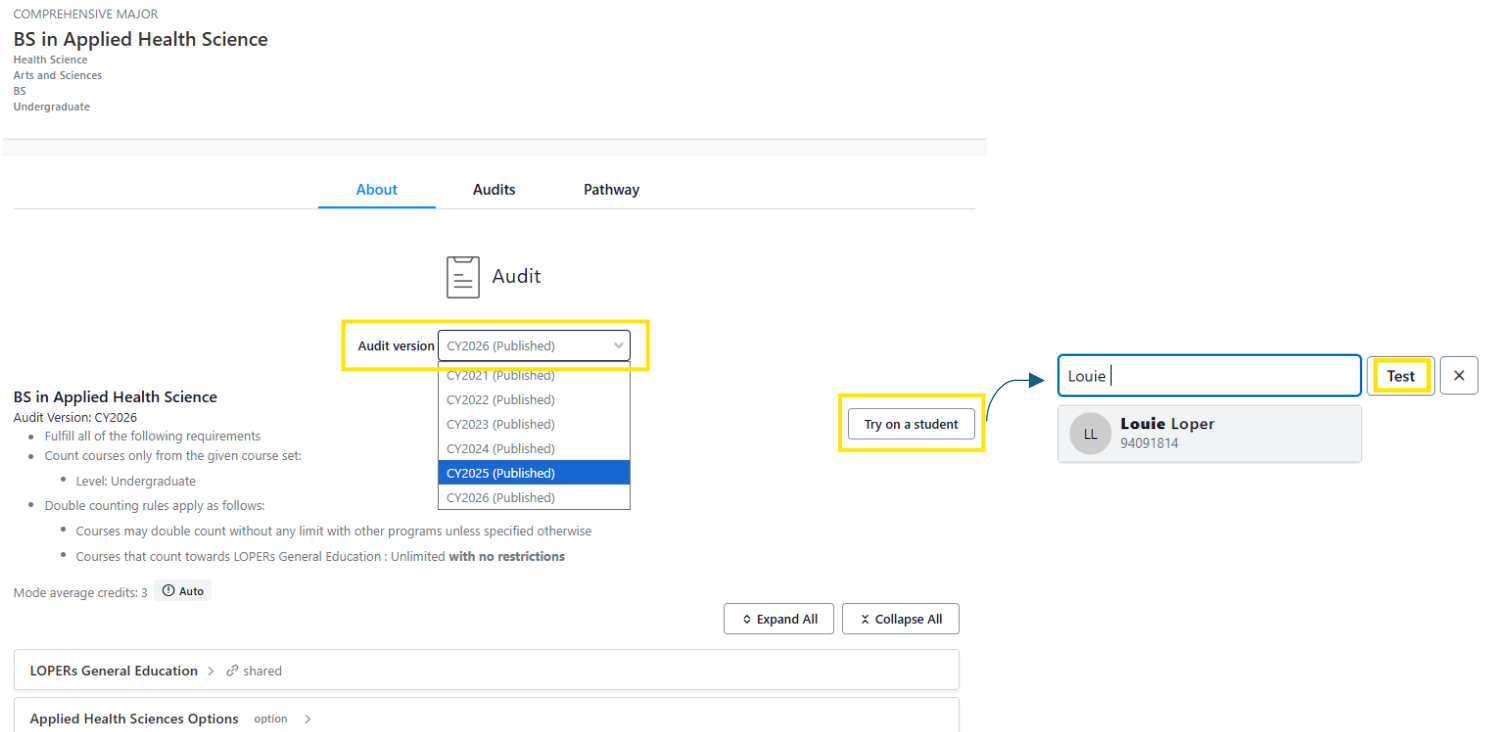 COMPREHENSIVE MAJOR
BS in Applied Health Science
Health Science
Arts and Sciences
BS
Undergraduate
About
Audits
Pathway
Audit
Audit version
CY2026 (Published)
CY2021 (Published)
CY2022 (Published)
CY2023 (Published)
CY2024 (Published)
CY2025 (Published)
CY2026 (Published)
BS in Applied Health Science
Audit Version: CY2026
Fulfill all of the following requirements
Count courses only from the given course set:
Level: Undergraduate
Double counting rules apply as follows:
Courses may double count without any limit with other programs unless specified otherwise
Courses that count towards LOPERs General Education : Unlimited with no restrictions
Mode average credits: 3
Auto
Try on a student
Louie
Test
LL
Louie Loper
94091814
Expand All
Collapse All
LOPERs General Education
shared
Applied Health Sciences Options
option